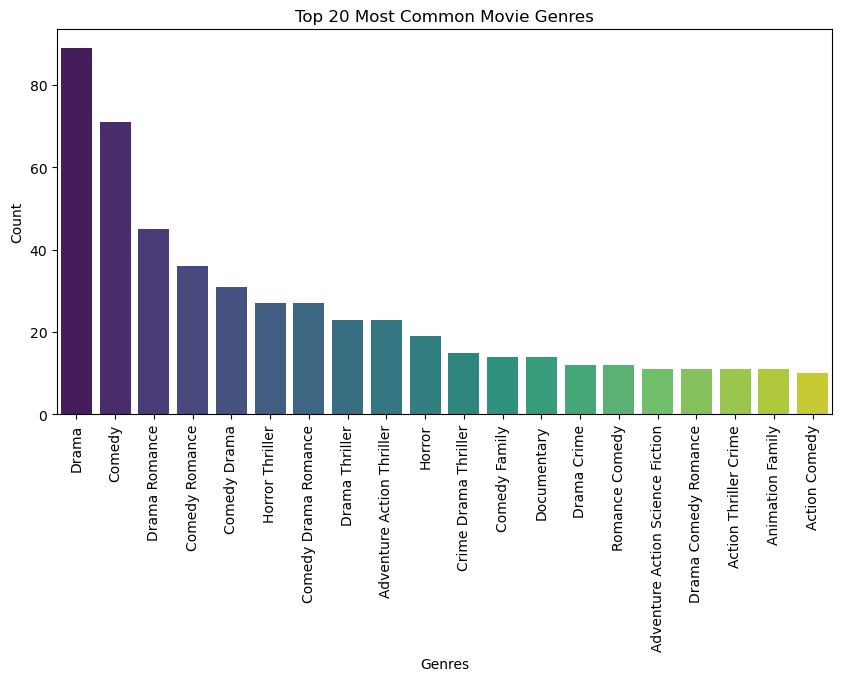 Top 20 Most Common Movie Genres
Count
80
60
40
20
0
Drama
Comedy
Drama Romance
Comedy Romance
Comedy Drama
Horror Thriller
Comedy Drama Romance
Drama Thriller
Adventure Action Thriller
Horror
Crime Drama Thriller
Comedy Family
Documentary
Drama Crime
Romance Comedy
Adventure Action Science Fiction
Drama Comedy Romance
Action Thriller Crime
Animation Family
Action Comedy
Genres